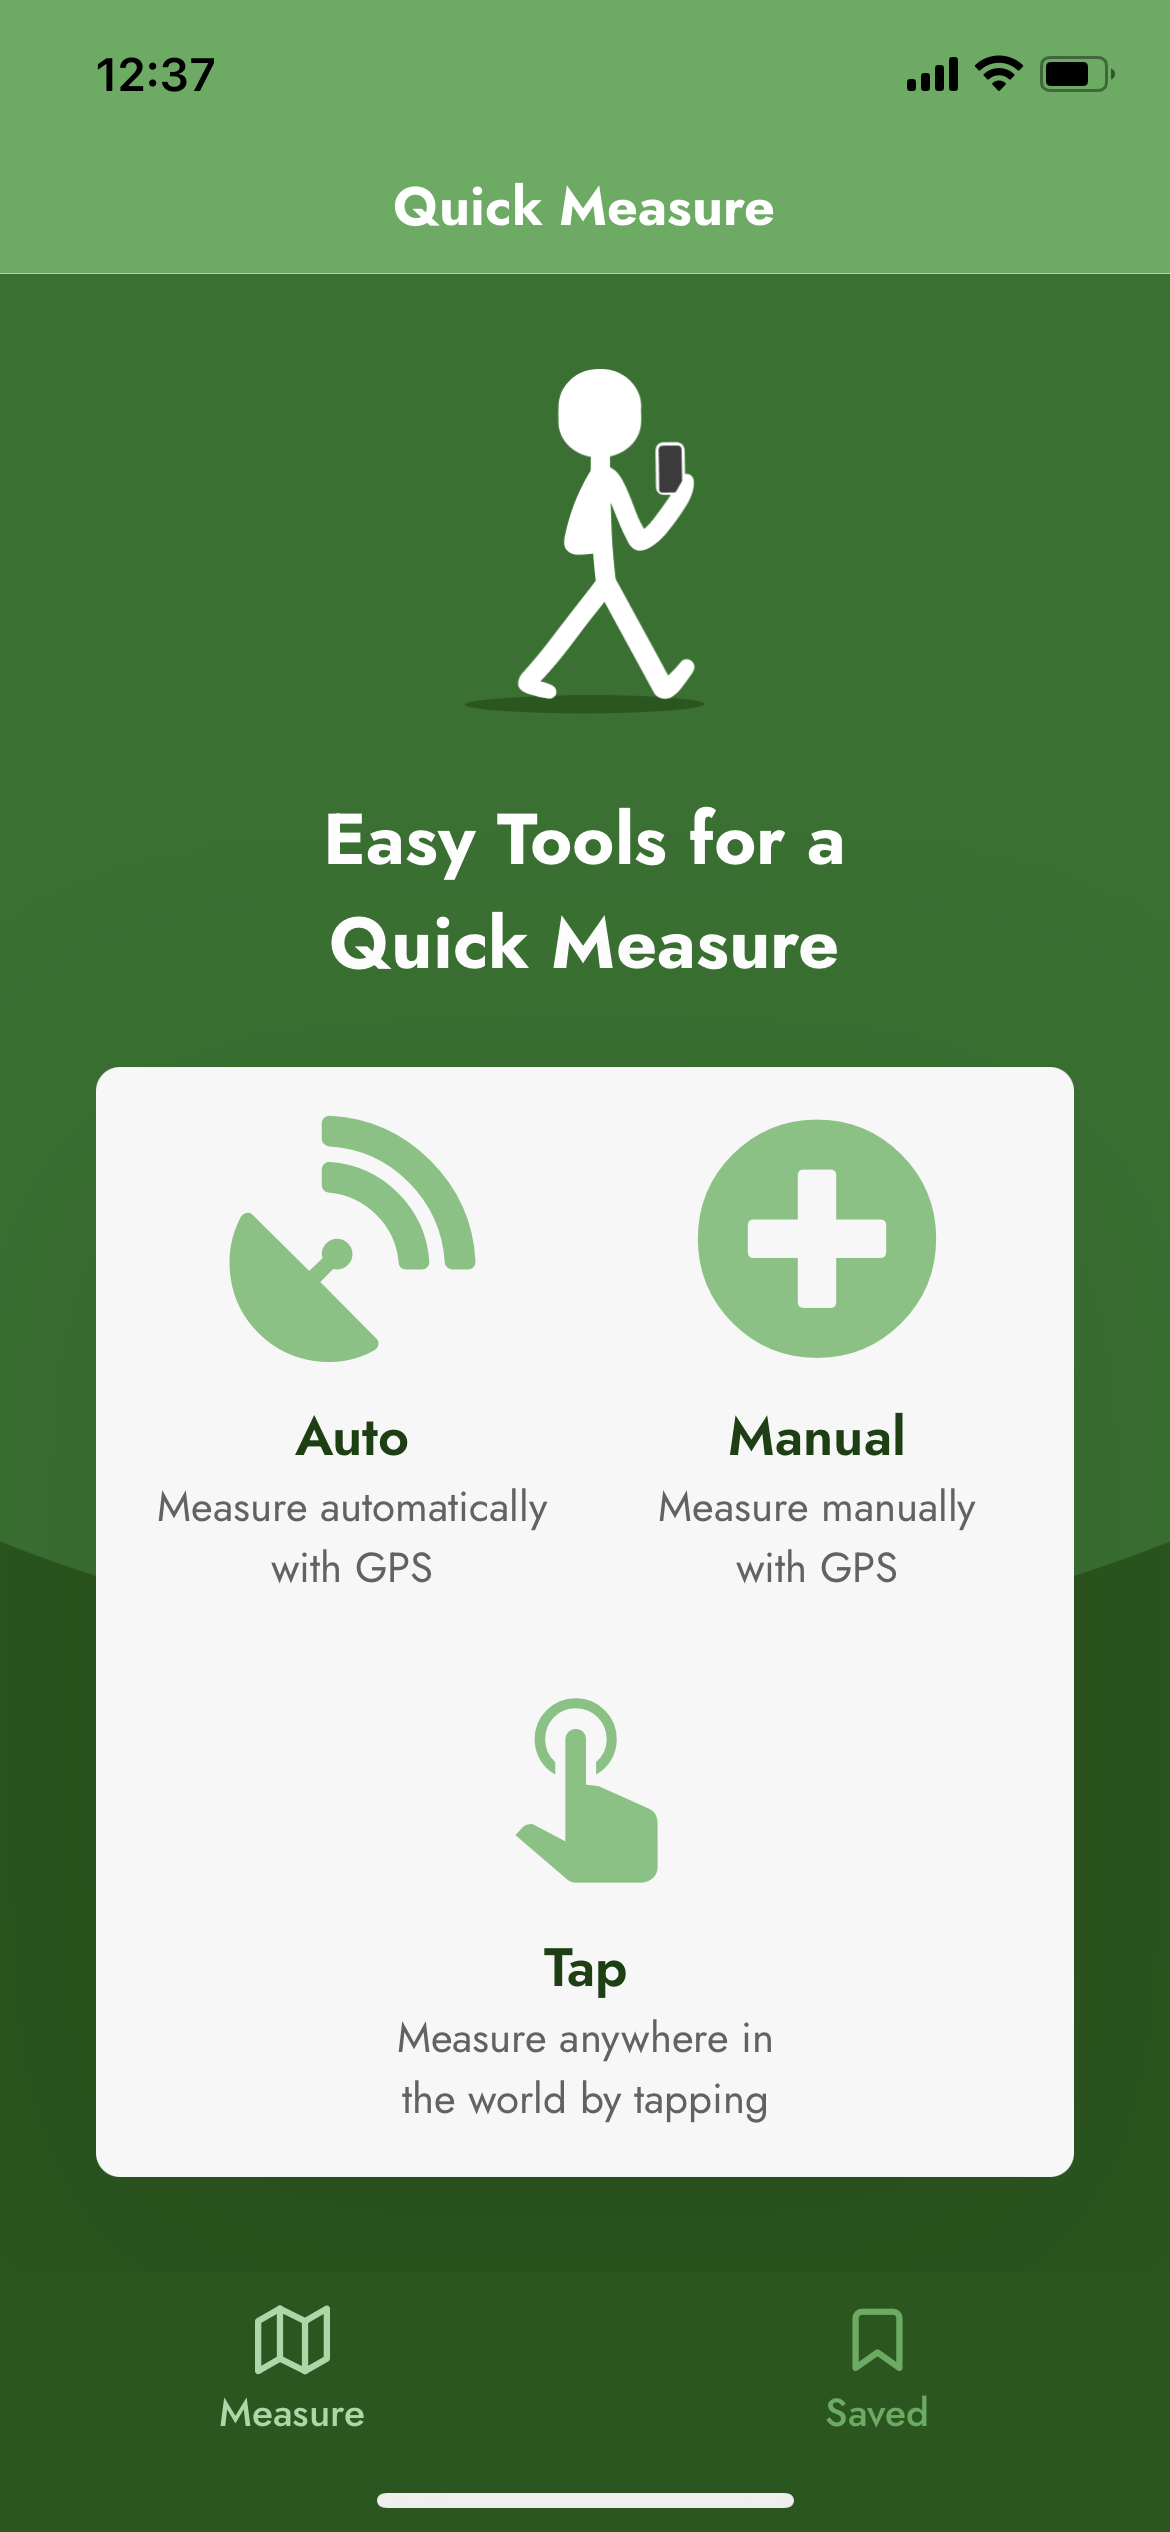 12:37
Quick Measure
Easy Tools for a
Quick Measure
Auto
Measure automatically
with GPS
Manual
Measure manually
with GPS
Tap
Measure anywhere in
the world by tapping
Measure
Saved